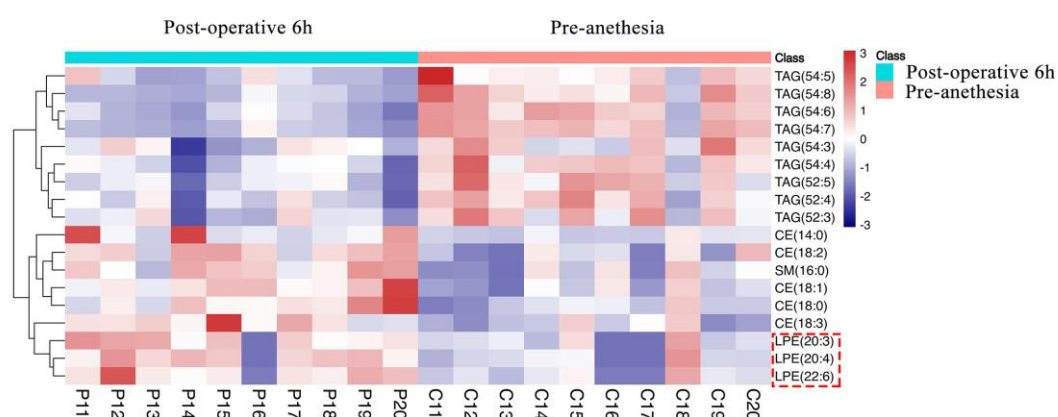 Post-operative 6h
Pre-anethesia
Class
TAG(54:5)
TAG(54:8)
TAG(54:6)
TAG(54:7)
TAG(54:3)
TAG(54:4)
TAG(52:5)
TAG(52:4)
TAG(52:3)
CE(14:0)
CE(18:2)
SM(16:0)
CE(18:1)
CE(18:0)
CE(18:3)
LPE(20:3)
LPE(20:4)
LPE(22:6)
P11 P12 P13 P14 P15 P16 P17 P18 P19 P20 C11 C12 C13 C14 C15 C16 C17 C18 C19 C20
3
2
1
0
-1
-2
-3
Class
Post-operative 6h
Pre-anethesia